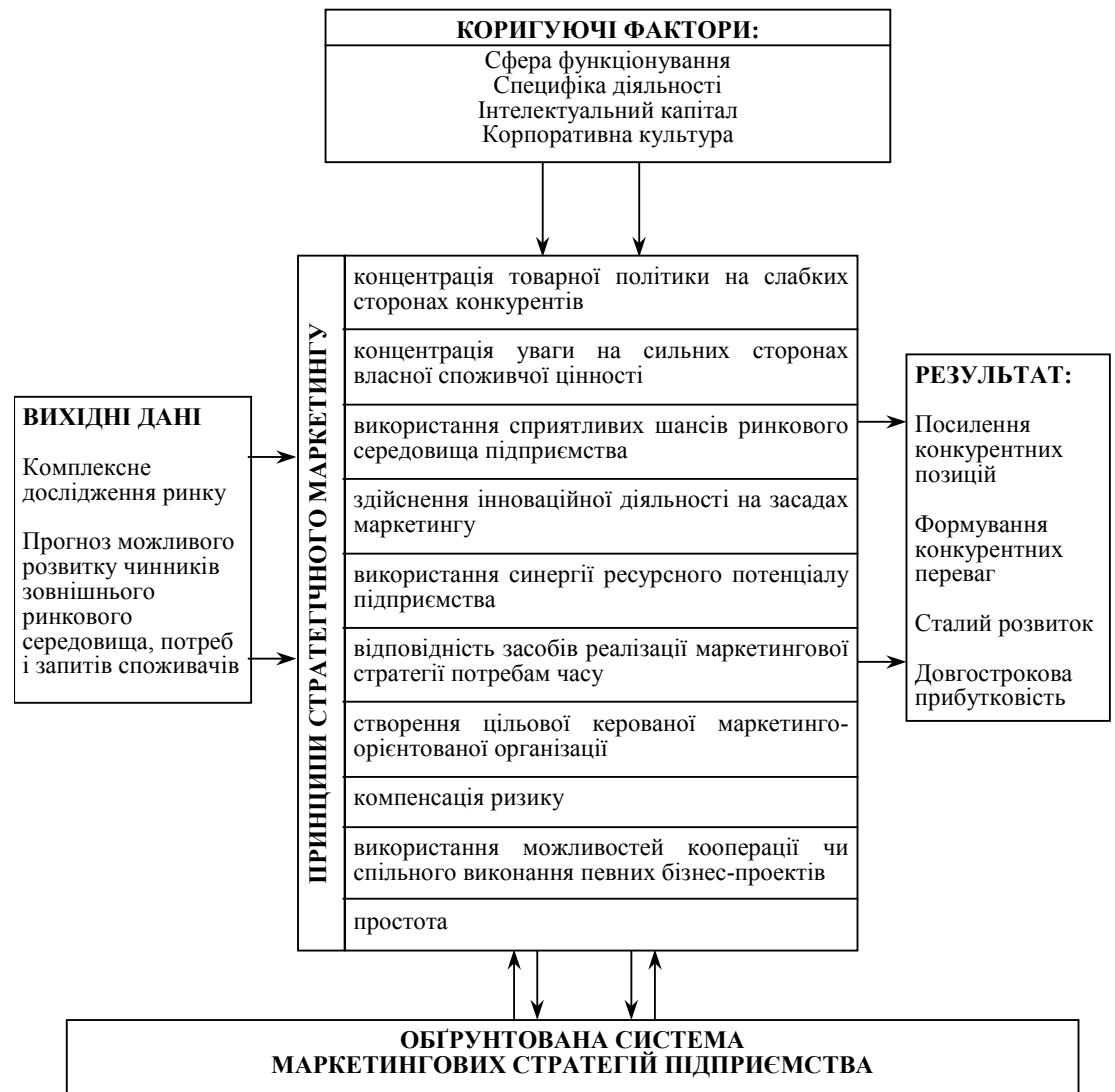 КОРИГУЮЧІ ФАКТОРИ:
Сфера функціонування
Специфіка діяльності
Інтелектуальний капітал
Корпоративна культура
ВИХІДНІ ДАНІ
Комплексне
дослідження ринку
Прогноз можливого
розвитку чинників
зовнішнього
ринкового
середовища, потреб
і запитів споживачів
ПРИНЦИПИ СТРАТЕГІЧНОГО МАРКЕТИНГУ
концентрація товарної політики на слабких
сторонах конкурентів
концентрація уваги на сильних сторонах
власної споживчої цінності
використання сприятливих шансів ринкового
середовища підприємства
здійснення інноваційної діяльності на засадах
маркетингу
використання синергії ресурсного потенціалу
підприємства
відповідність засобів реалізації маркетингової
стратегії потребам часу
створення цільової керованої маркетинго-
орієнтованої організації
компенсація ризику
використання можливостей кооперації чи
спільного виконання певних бізнес-проектів
простота
РЕЗУЛЬТАТ:
Посилення
конкурентних
позицій
Формування
конкурентних
переваг
Сталий розвиток
Довгострокова
прибутковість
ОБҐРУНТОВАНА СИСТЕМА
МАРКЕТИНГОВИХ СТРАТЕГІЙ ПІДПРИЄМСТВА